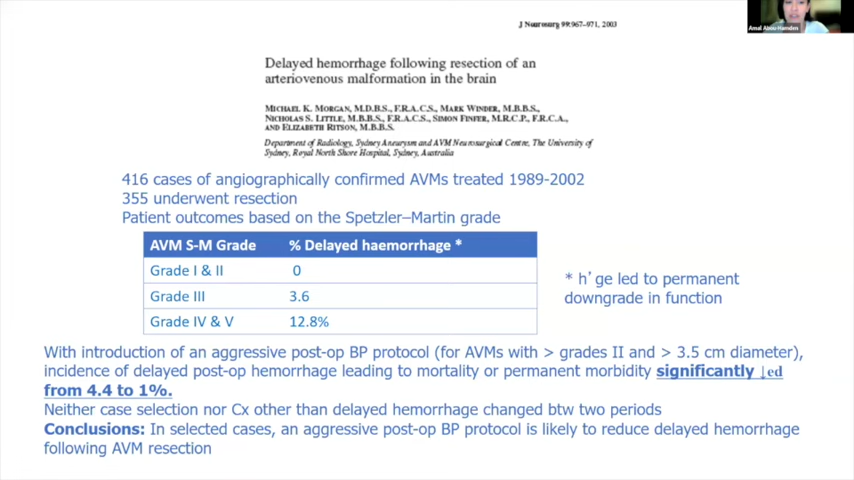 J Neurosurg 99:967–971, 2003
Amal Abou-Hamden
Delayed hemorrhage following resection of an
arteriovenous malformation in the brain
MICHAEL K. MORGAN, M.D.B.S., F.R.A.C.S., MARK WINDER, M.B.B.S.,
NICHOLAS S. LITTLE, M.B.B.S., F.R.A.C.S., SIMON FINFER, M.R.C.P., F.R.C.A.,
AND ELIZABETH RITSON, M.B.B.S.
Department of Radiology, Sydney Aneurysm and AVM Neurosurgical Centre, The University of
Sydney, Royal North Shore Hospital, Sydney, Australia
416 cases of angiographically confirmed AVMs treated 1989-2002
355 underwent resection
Patient outcomes based on the Spetzler–Martin grade
AVM S-M Grade % Delayed haemorrhage *
Grade I & II 0
Grade III 3.6
Grade IV & V 12.8%
* h'ge led to permanent
downgrade in function
With introduction of an aggressive post-op BP protocol (for AVMs with > grades II and > 3.5 cm diameter),
incidence of delayed post-op hemorrhage leading to mortality or permanent morbidity significantly ↓ed
from 4.4 to 1%.
Neither case selection nor Cx other than delayed hemorrhage changed btw two periods
Conclusions: In selected cases, an aggressive post-op BP protocol is likely to reduce delayed hemorrhage
following AVM resection